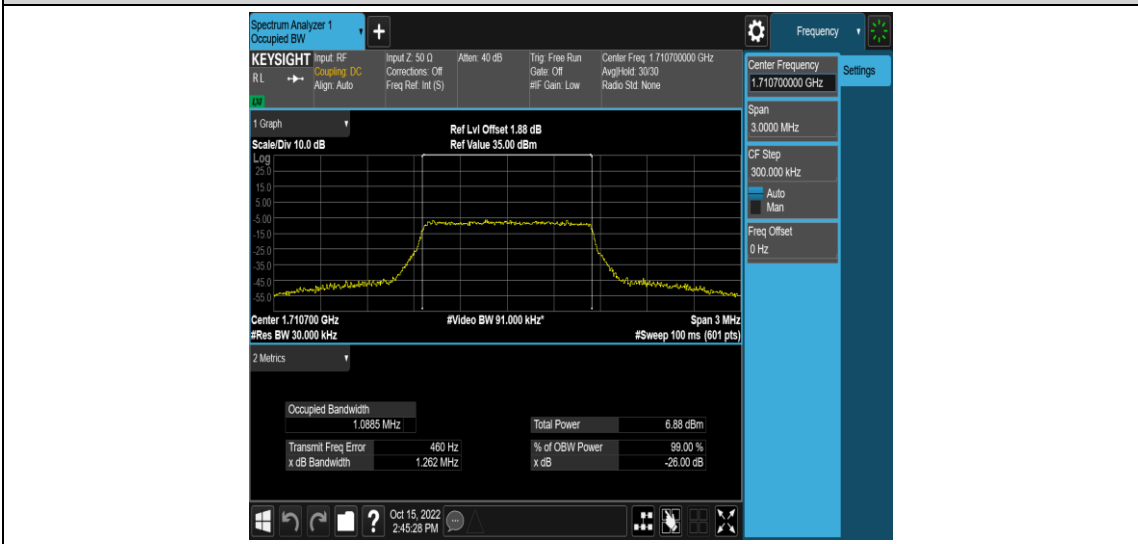 Spectrum Analyzer 1
Occupied BW
+
Frequency
KEYSIGHT
RL
LXI
Input: RF
Coupling: DC
Align: Auto
Input Z: 50 Ω
Corrections: Off
Freq Ref: Int (S)
Atten: 40 dB
Trig: Free Run
Gate: Off
#IF Gain: Low
Center Freq: 1.710700000 GHz
Avg|Hold: 30/30
Radio Std: None
Center Frequency
1.710700000 GHz
Settings
Span
3.0000 MHz
CF Step
300.000 kHz
Auto
Man
Freq Offset
0 Hz
1 Graph
Ref Lvl Offset 1.88 dB
Scale/Div 10.0 dB
Ref Value 35.00 dBm
Log
25.0
15.0
5.00
-5.00
-15.0
-25.0
-35.0
-45.0
-55.0
Center 1.710700 GHz
#Video BW 91.000 kHz*
Span 3 MHz
#Res BW 30.000 kHz
#Sweep 100 ms (601 pts)
2 Metrics
Occupied Bandwidth
1.0885 MHz
Total Power 6.88 dBm
Transmit Freq Error 460 Hz
% of OBW Power 99.00 %
x dB Bandwidth 1.262 MHz
x dB -26.00 dB
?
Oct 15, 2022
2:45:28 PM